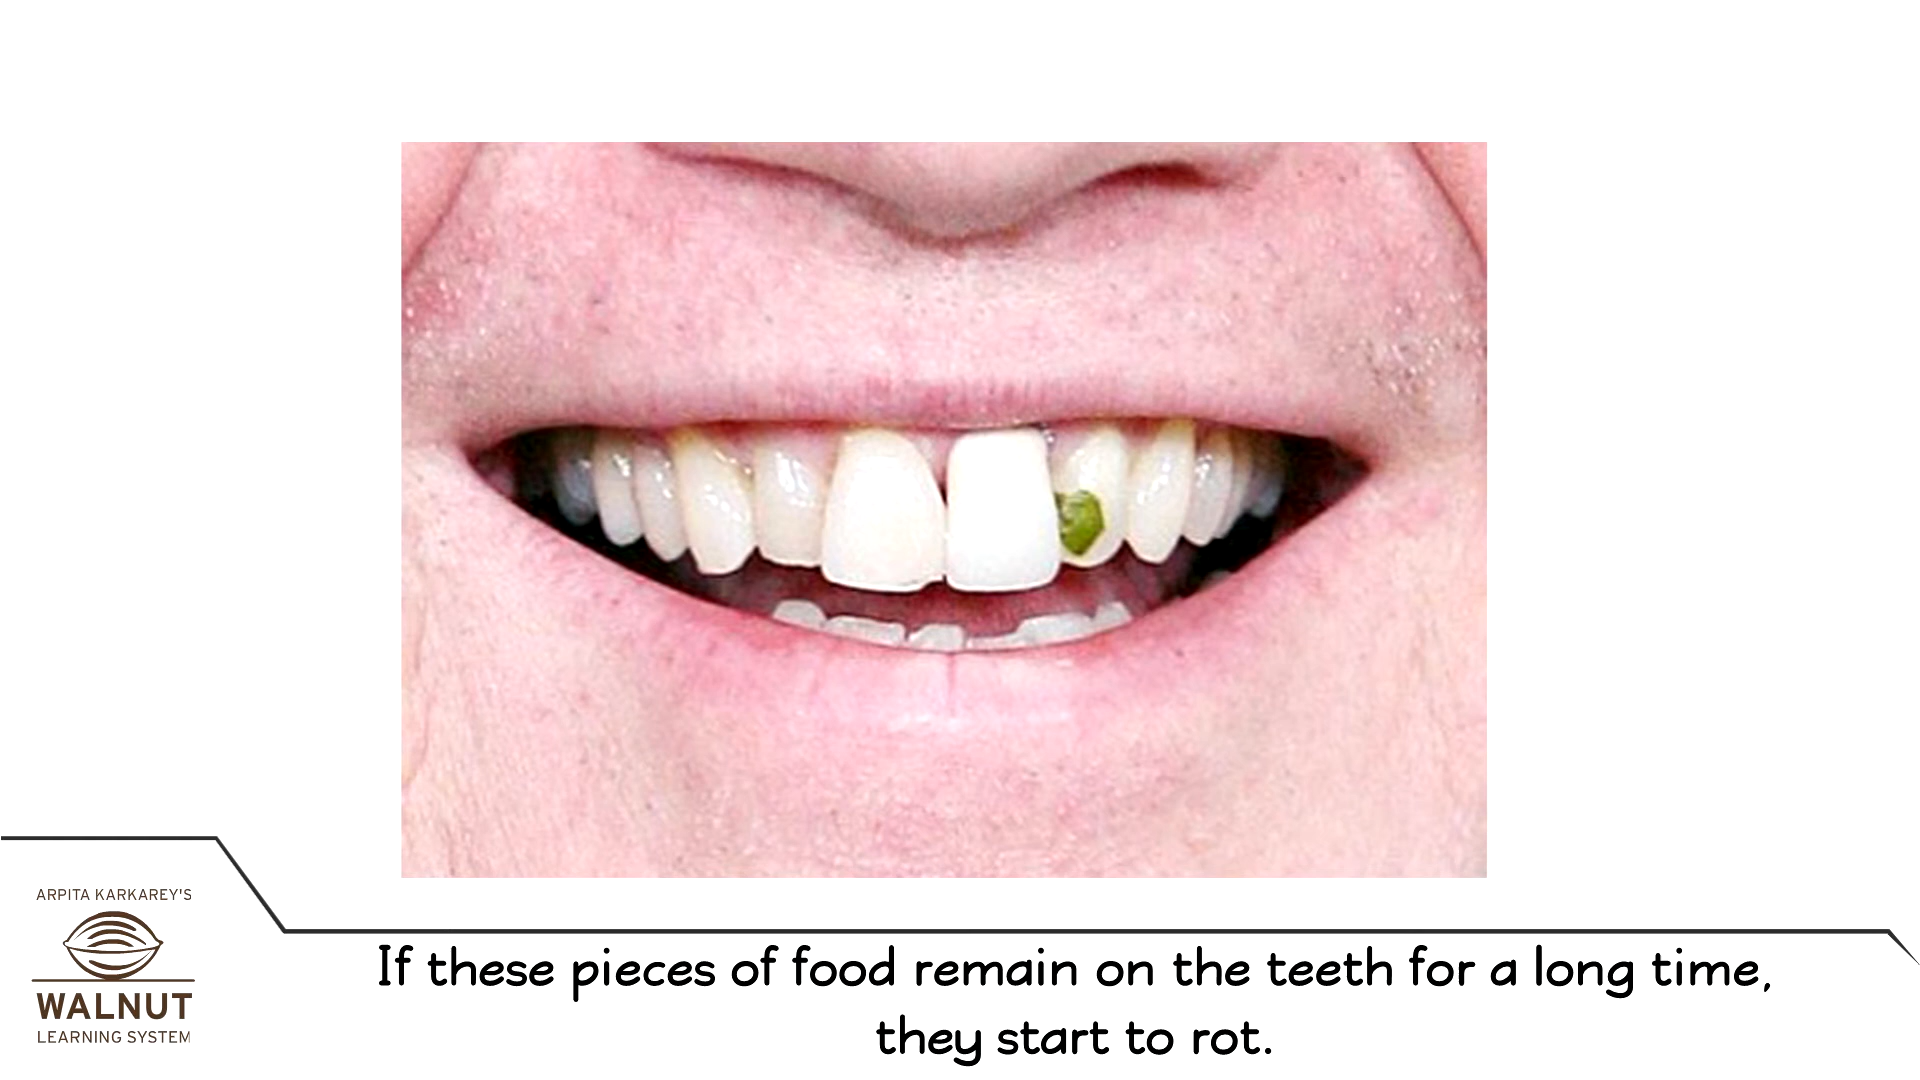 ARPITA KARKAREY'S
WALNUT
LEARNING SYSTEM
If these pieces of food remain on the teeth for a long time,
they start to rot.